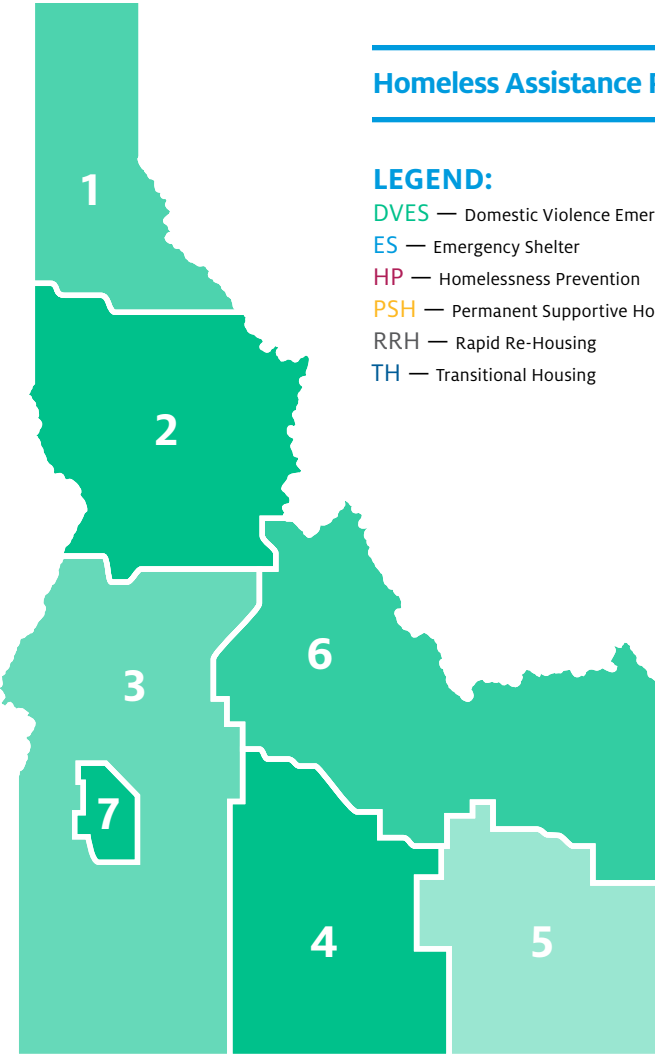 Homeless Assistance
LEGEND:
DVES — Domestic Violence
ES — Emergency Shelter
HP — Homelessness Prevention
PSH — Permanent Supportive
RRH — Rapid Re-Housing
TH — Transitional Housing
1
2
6
3
7
4
5